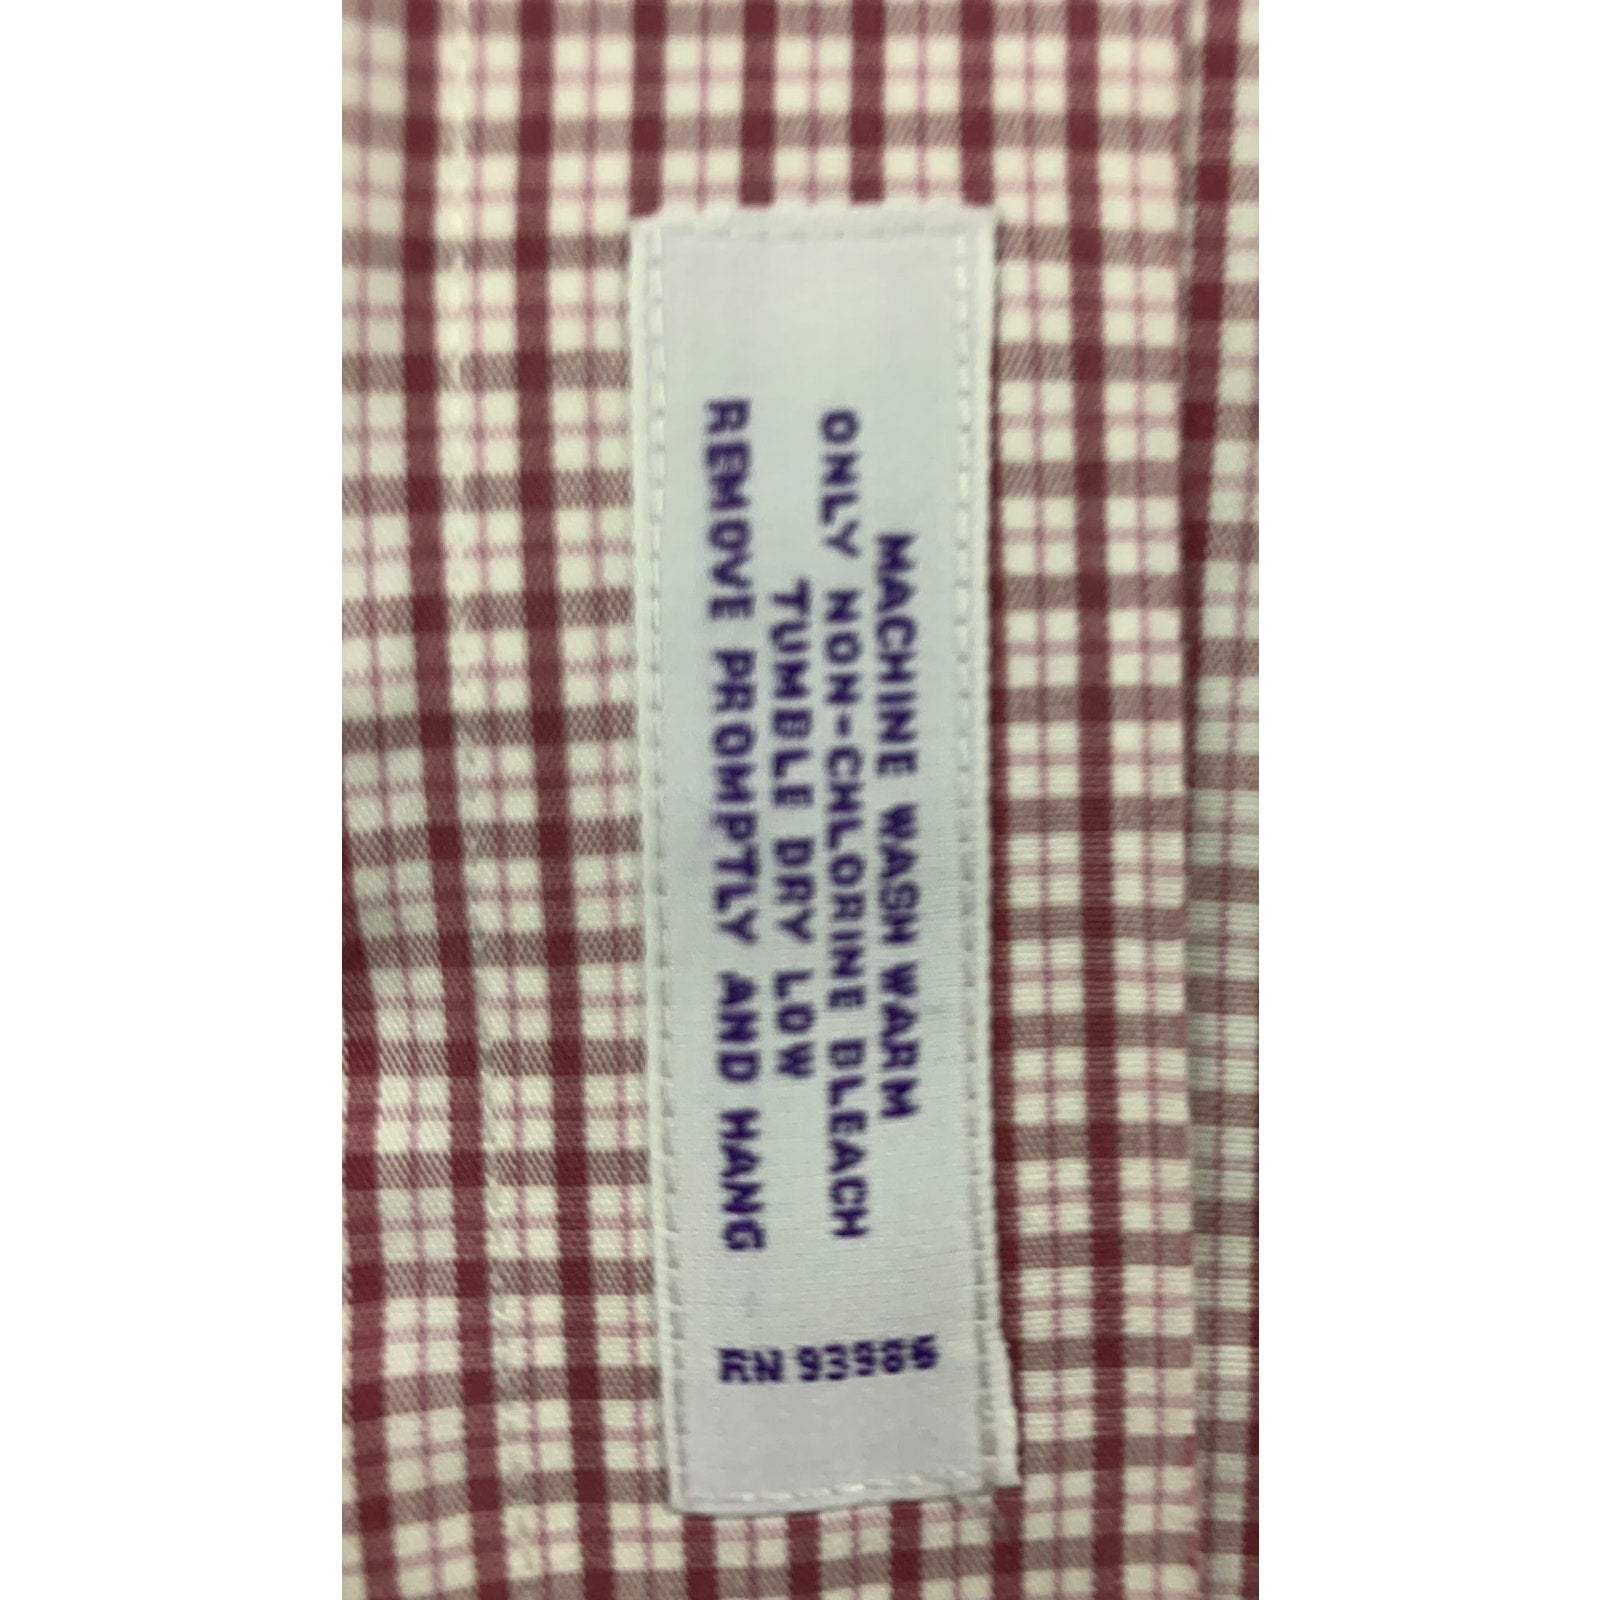 MACHINE WASH WARM
ONLY NON-CHLORINE BLEACH
TUMBLE DRY LOW
REMOVE PROMPTLY AND HANG
RN 93986